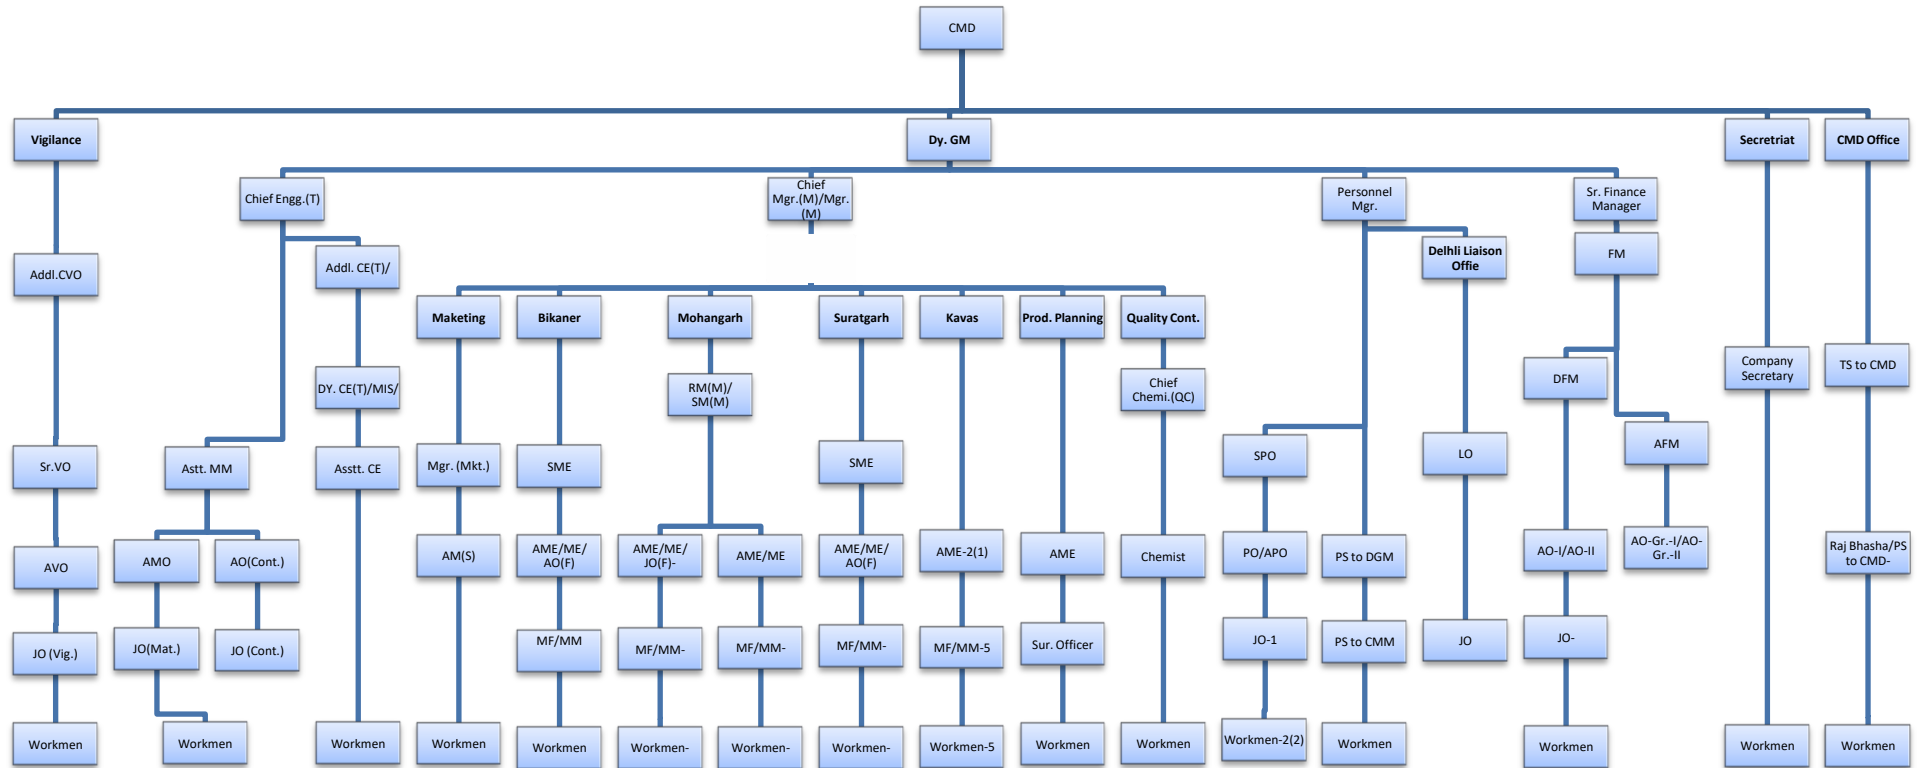 CMD
Vigilance
Dy. GM
Secretriat
CMD Office
Chief Engg.(T)
Chief
Mgr.(M)/Mgr.
(M)
Personnel
Mgr.
Sr. Finance
Manager
Addl.CVO
Addl. CE(T)/
Delhli Liaison
Offie
FM
Maketing
Bikaner
Mohangarh
Suratgarh
Kavas
Prod. Planning
Quality Cont.
DY. CE(T)/MIS/
RM(M)/
SM(M)
Chief
Chemi.(QC)
DFM
Company
Secretary
TS to CMD
Sr.VO
Astt. MM
Asstt. CE
Mgr. (Mkt.)
SME
SME
SPO
LO
AFM
AVO
AMO
AO(Cont.)
AM(S)
AME/ME/
AO(F)
AME/ME/
JO(F)-
AME/ME
AME/ME/
AO(F)
AME-2(1)
AME
Chemist
PO/APO
PS to DGM
AO-I/AO-II
AO-Gr.-I/AO-
Gr.-II
Raj Bhasha/PS
to CMD-
JO (Vig.)
JO(Mat.)
JO (Cont.)
MF/MM
MF/MM-
MF/MM-
MF/MM-
MF/MM-5
Sur. Officer
JO-1
PS to CMM
JO
JO-
Workmen
Workmen
Workmen
Workmen
Workmen
Workmen-
Workmen-
Workmen-
Workmen-5
Workmen
Workmen
Workmen-2(2)
Workmen
Workmen
Workmen
Workmen